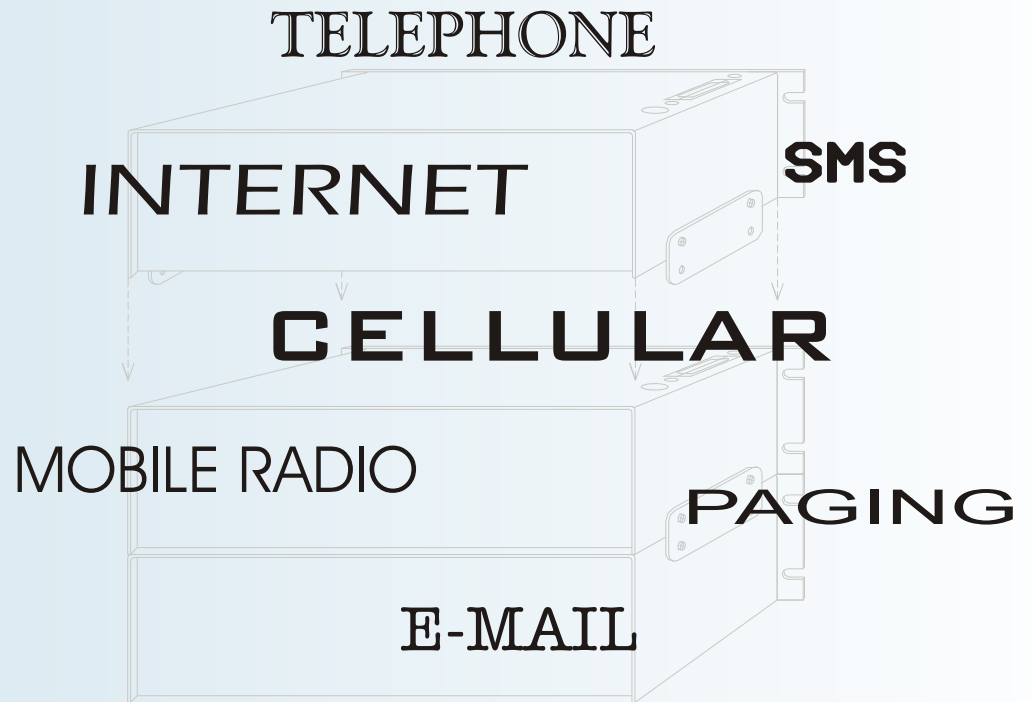 TELEPHONE
SMS
INTERNET
CELLULAR
MOBILE RADIO
PAGING
E-MAIL